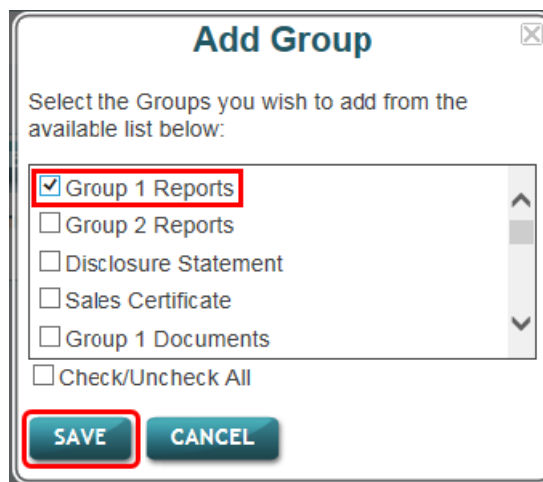 Add Group
Select the Groups you wish to add from the
available list below:
Group 1 Reports
Group 2 Reports
Disclosure Statement
Sales Certificate
Group 1 Documents
Check/Uncheck All
SAVE CANCEL